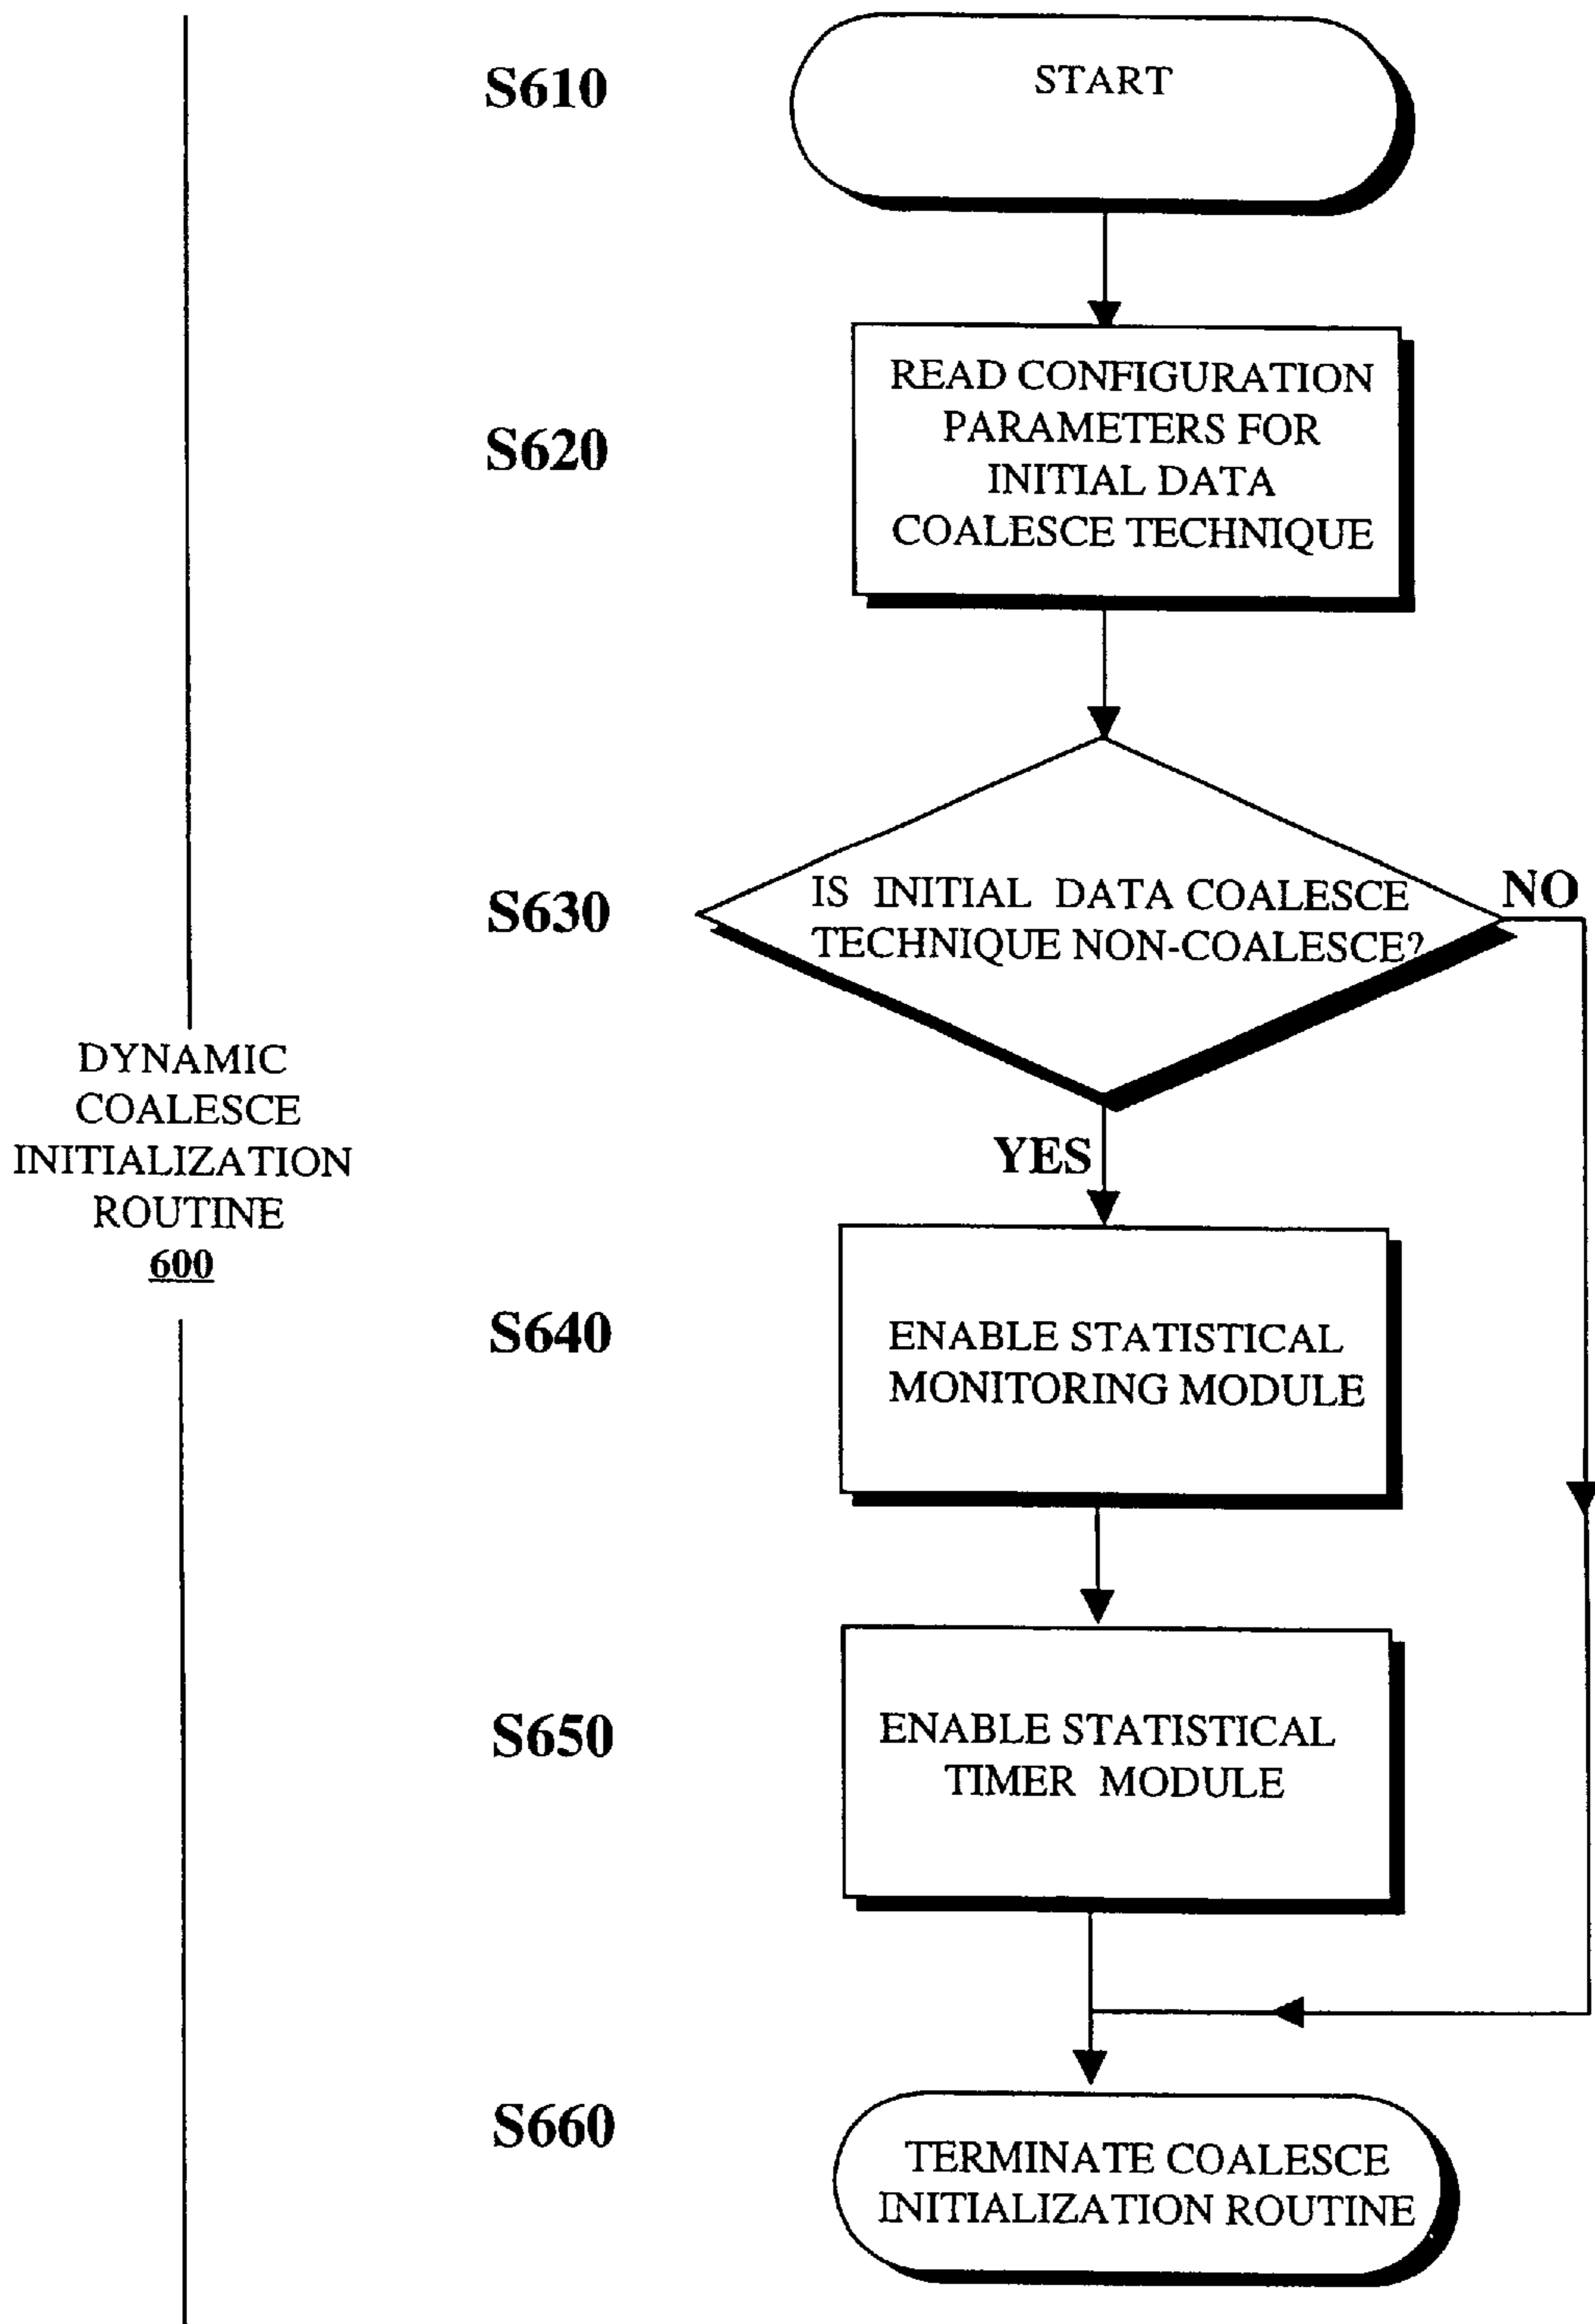 S610
START
S620
READ CONFIGURATION
PARAMETERS FOR
INITIAL DATA
COALESCE TECHNIQUE
S630
IS INITIAL DATA COALESCE
TECHNIQUE NON-COALESCE?
NO
YES
DYNAMIC
COALESCE
INITIALIZATION
ROUTINE
600
S640
ENABLE STATISTICAL
MONITORING MODULE
S650
ENABLE STATISTICAL
TIMER MODULE
S660
TERMINATE COALESCE
INITIALIZATION ROUTINE